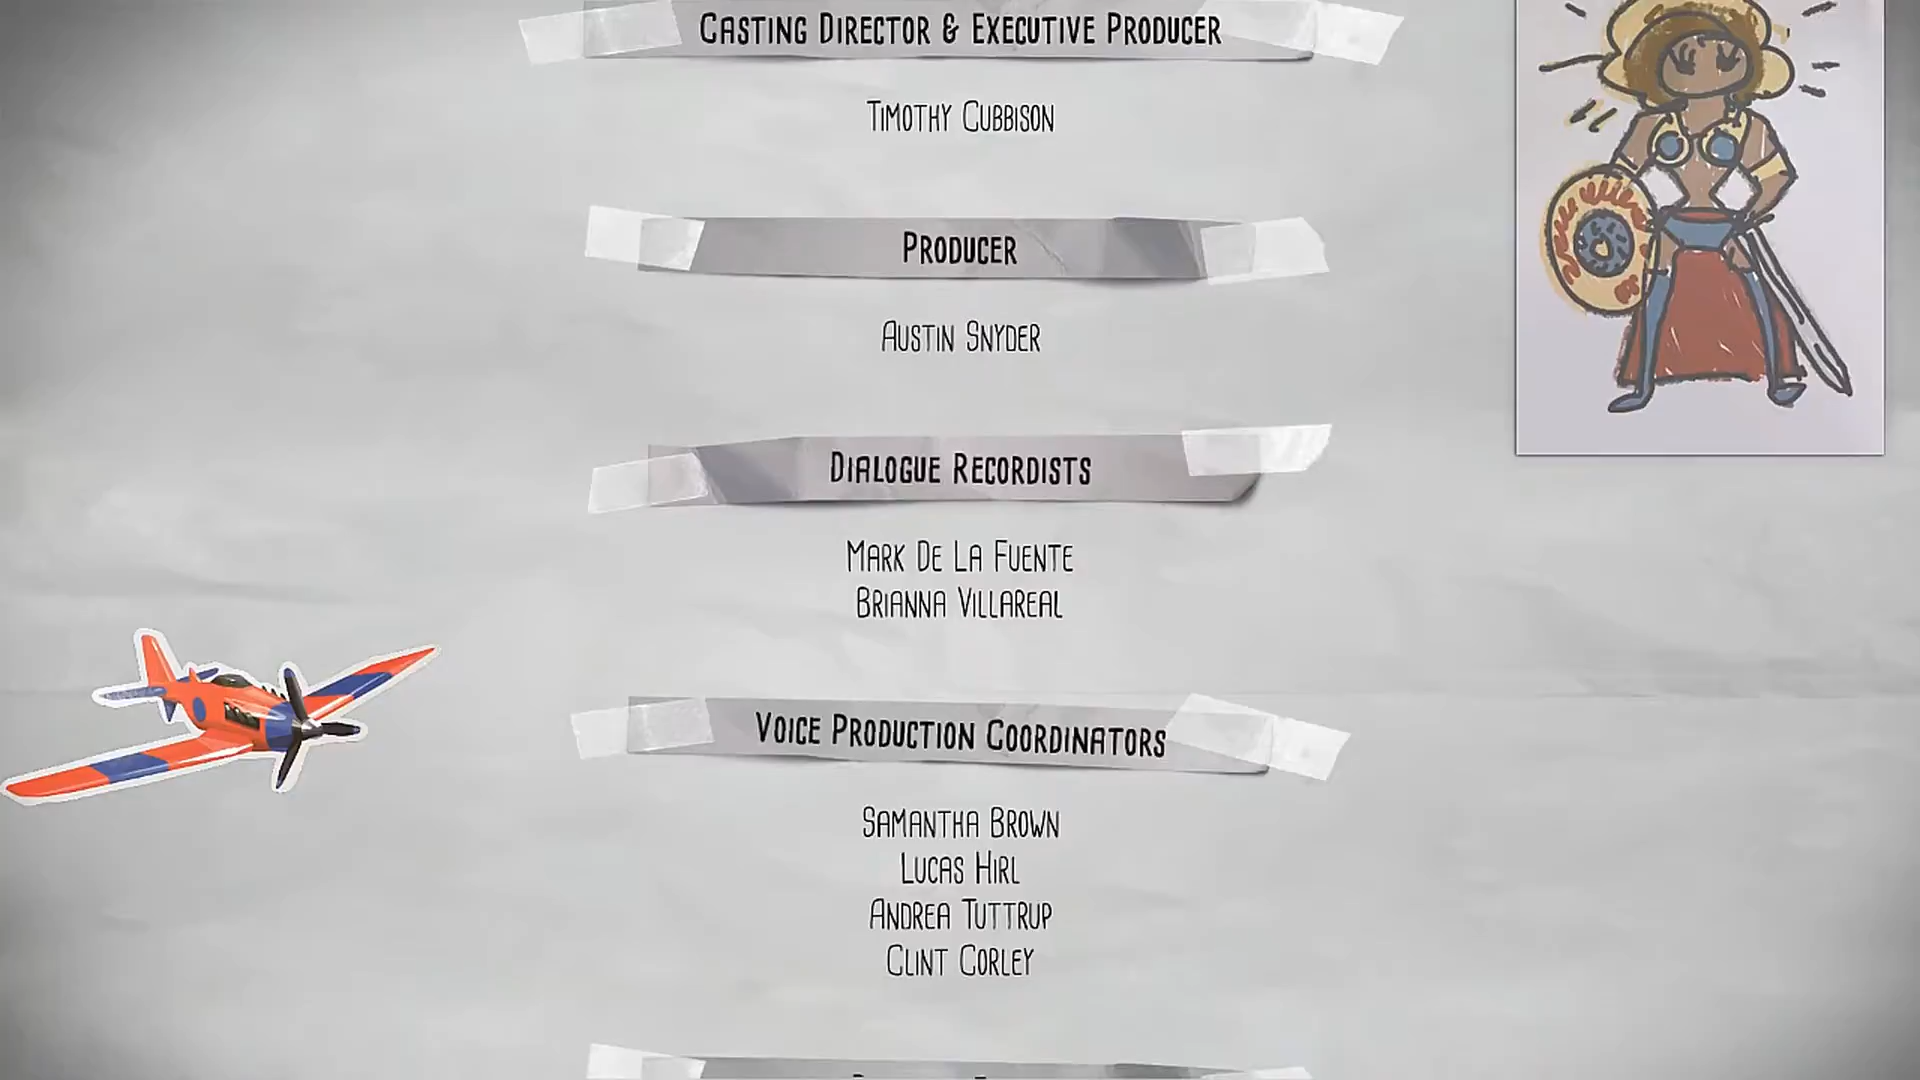 Casting Director & Executive Producer
Timothy Cubbison
Producer
Austin Snyder
Dialogue Recordists
Mark De La Fuente
Brianna Villareal
Voice Production Coordinators
Samantha Brown
Lucas Hirl
Andrea Tuttrup
Clint Corley